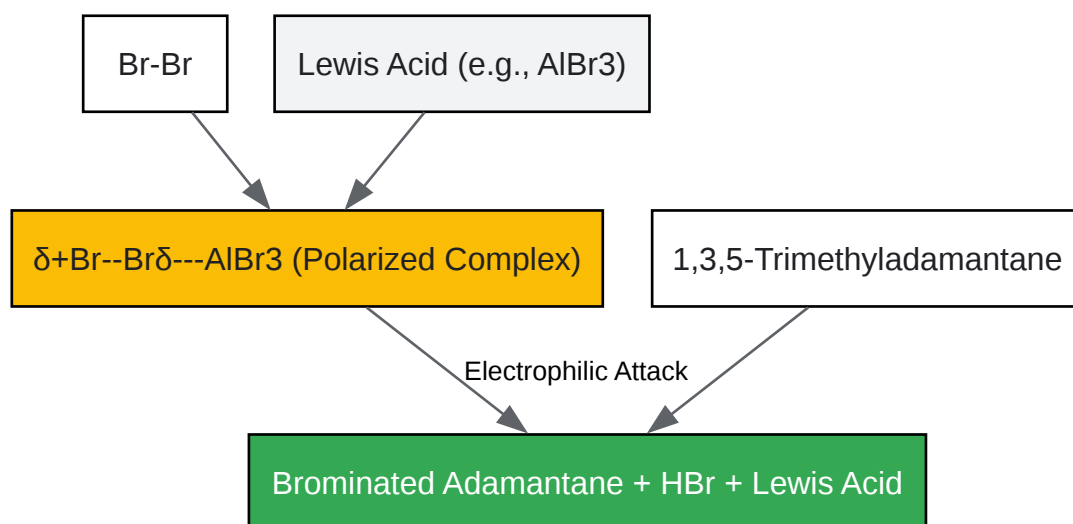 Br-Br
Lewis Acid (e.g., AlBr3)
δ+Br--Brδ---AlBr3 (Polarized Complex)
1,3,5-Trimethyladamantane
Electrophilic Attack
Brominated Adamantane + HBr + Lewis Acid